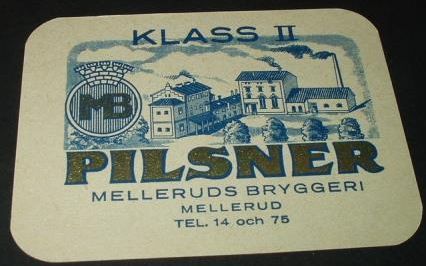 KLASS II
MB
PILSNER
MELLERUDS BRYGGERI
MELLERUD
TEL. 14 och 75